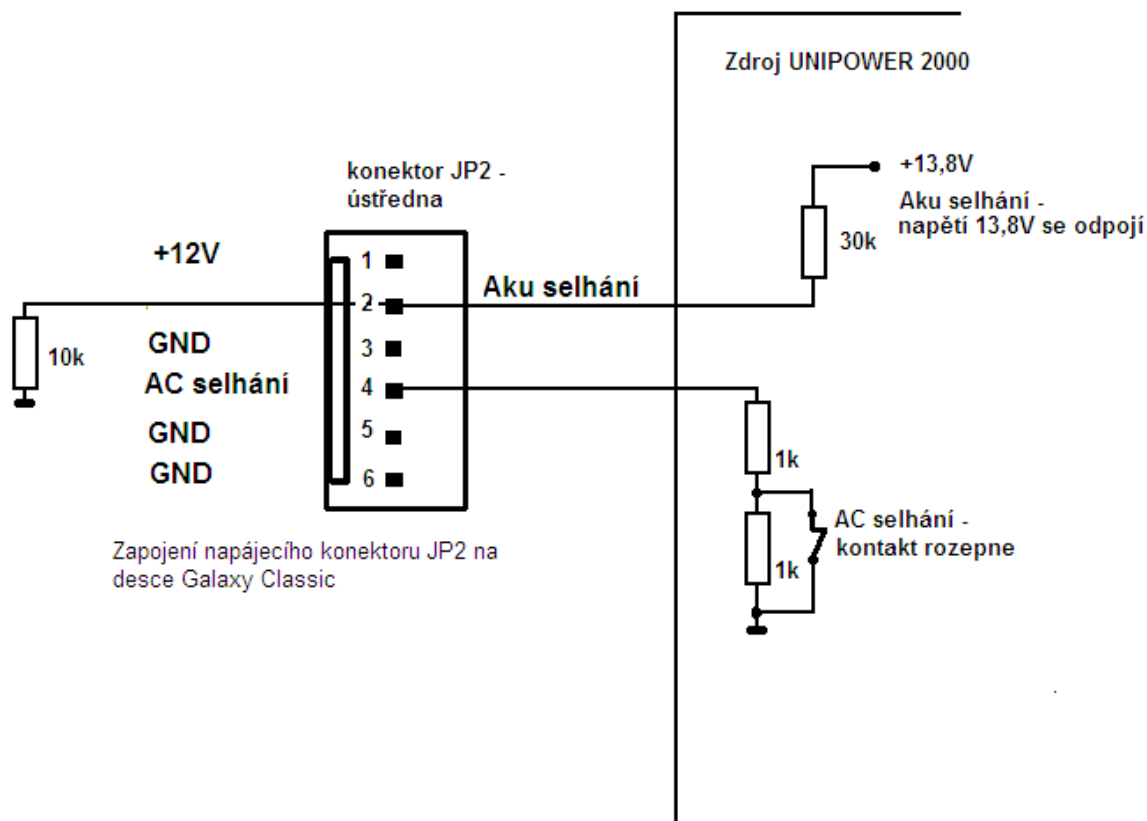 Zdroj UNIPOWER 2000
konektor JP2 -
ústředna
+13,8V
Aku selhání -
napětí 13,8V se odpojí
30k
+12V
1
Aku selhání
2
10k
GND
3
AC selhání
4
GND
5
GND
6
1k
AC selhání -
kontakt rozepne
1k
Zapojení napájecího konektoru JP2 na
desce Galaxy Classic